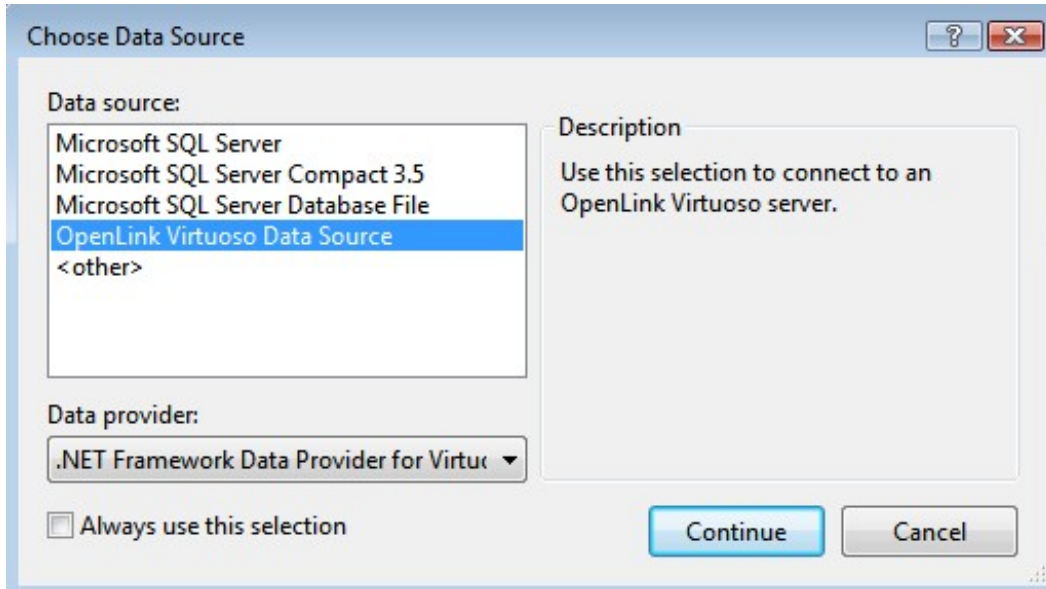 Choose Data Source
Data source:
Microsoft SQL Server
Microsoft SQL Server Compact 3.5
Microsoft SQL Server Database File
OpenLink Virtuoso Data Source
<other>
Description
Use this selection to connect to an
OpenLink Virtuoso server.
Data provider:
.NET Framework Data Provider for Virtuo
Always use this selection
Continue
Cancel